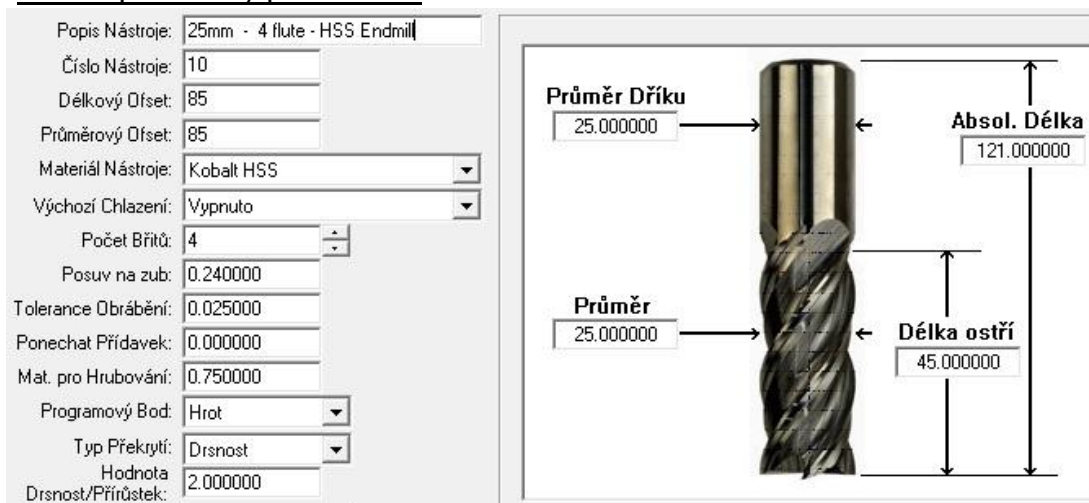 Popis Nástroje: 25mm - 4 flute - HSS Endmill
Číslo Nástroje: 10
Délkový Ofset: 85
Průměrový Ofset: 85
Materiál Nástroje: Kobalt HSS
Výchozí Chlazení: Vypnuto
Počet Břitů: 4
Posuv na zub: 0.240000
Tolerance Obrábění: 0.025000
Ponechat Přídavek: 0.000000
Mat. pro Hrubování: 0.750000
Programový Bod: Hrot
Typ Překrytí: Drsnost
Hodnota
Drsnost/Přírůstek: 2.000000
Průměr Dříku
25.000000
Absol. Délka
121.000000
Průměr
25.000000
Délka ostří
45.000000